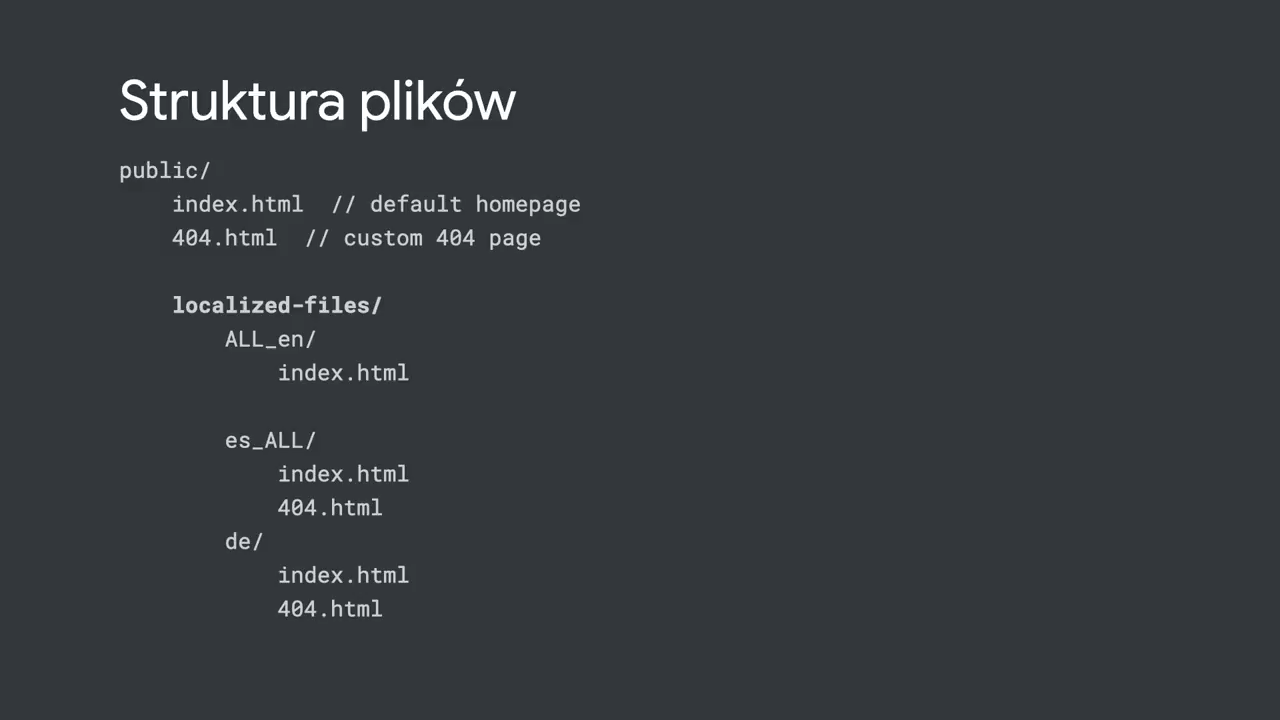 Struktura plików
public/
index.html // default homepage
404.html // custom 404 page
localized-files/
ALL_en/
index.html
es_ALL/
index.html
404.html
de/
index.html
404.html